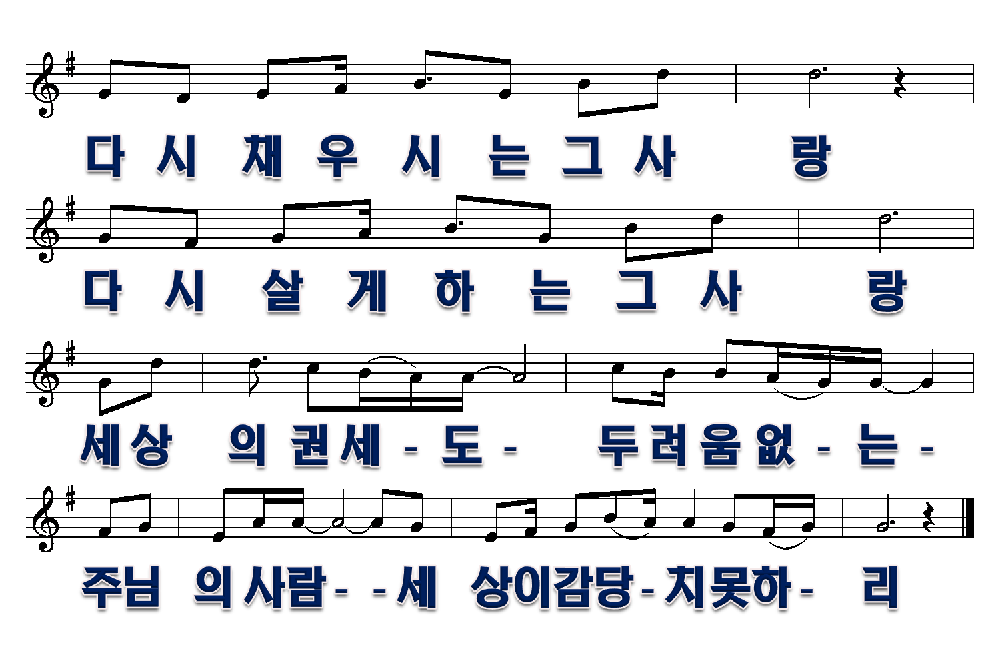 다 시 채 우 시 는 그 사 랑
다 시 살 게 하 는 그 사 랑
세 상 의 권 세 - 도 - 두 려 움 없 - 는 -
주님 의 사람 - - 세 상이감당 - 치못하 - 리